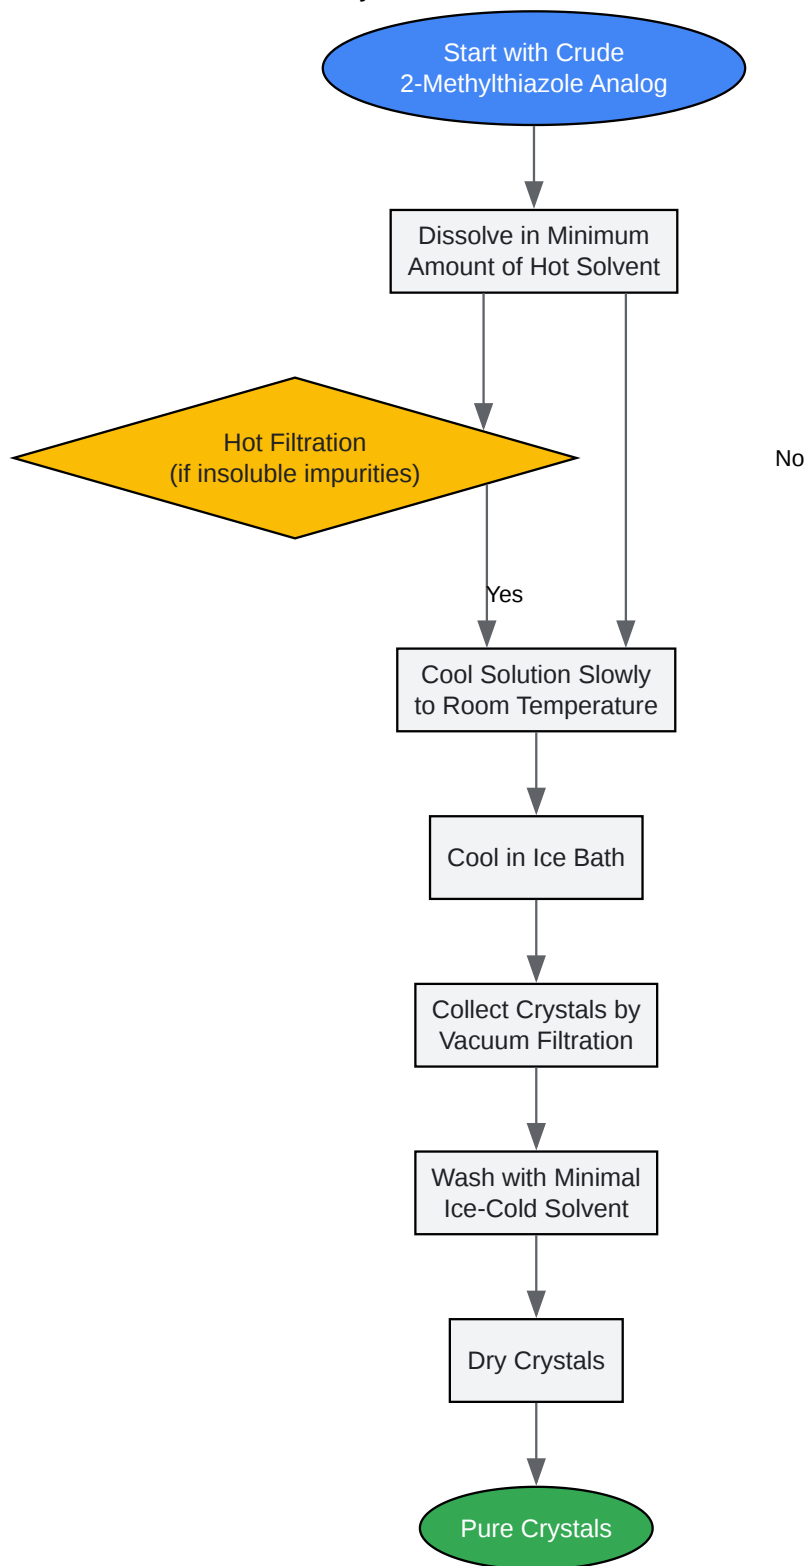 Start with Crude
2-Methylthiazole Analog
Dissolve in Minimum
Amount of Hot Solvent
Hot Filtration
(if insoluble impurities)
No
Yes
Cool Solution Slowly
to Room Temperature
Cool in Ice Bath
Collect Crystals by
Vacuum Filtration
Wash with Minimal
Ice-Cold Solvent
Dry Crystals
Pure Crystals